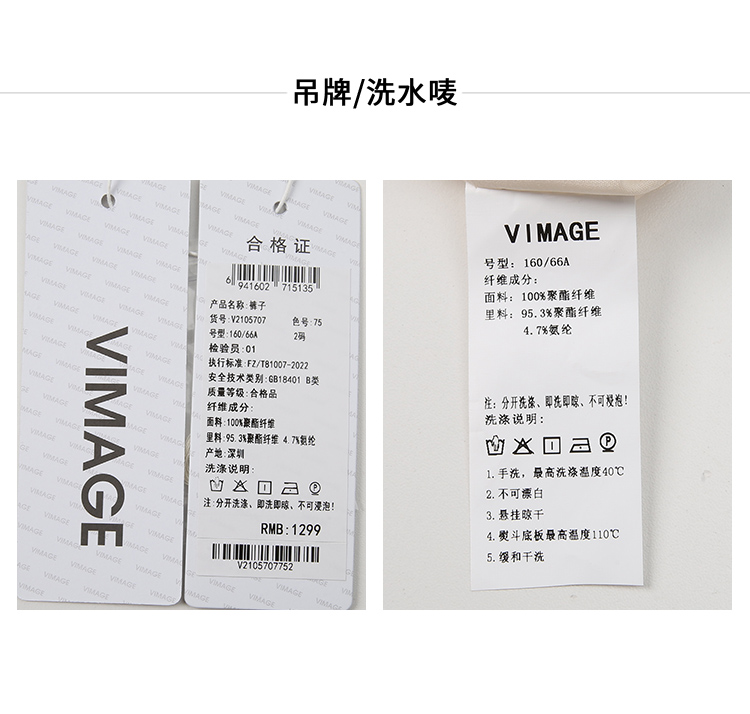 吊牌/洗水唛
VIMAGE
合格证
6 941602 715135
产品名称:裤子
货号:V2105707 色号:75
号型:160/66A 2码
检验员:01
执行标准:FZ/T81007-2022
安全技术类别:GB18401 B类
质量等级:合格品
纤维成分:
面料:100%聚酯纤维
里料:95.3%聚酯纤维 4.7%氨纶
产地:深圳
洗涤说明:
注:分开洗涤、即洗即晾、不可浸泡!
RMB:1299
V2105707752
VIMAGE
号型: 160/66A
纤维成分:
面料: 100%聚酯纤维
里料: 95.3%聚酯纤维
4.7%氨纶
注: 分开洗涤、即洗即晾、不可浸泡!
洗涤说明:
1.手洗，最高洗涤温度40℃
2.不可漂白
3.悬挂晾干
4.熨斗底板最高温度110℃
5.缓和干洗